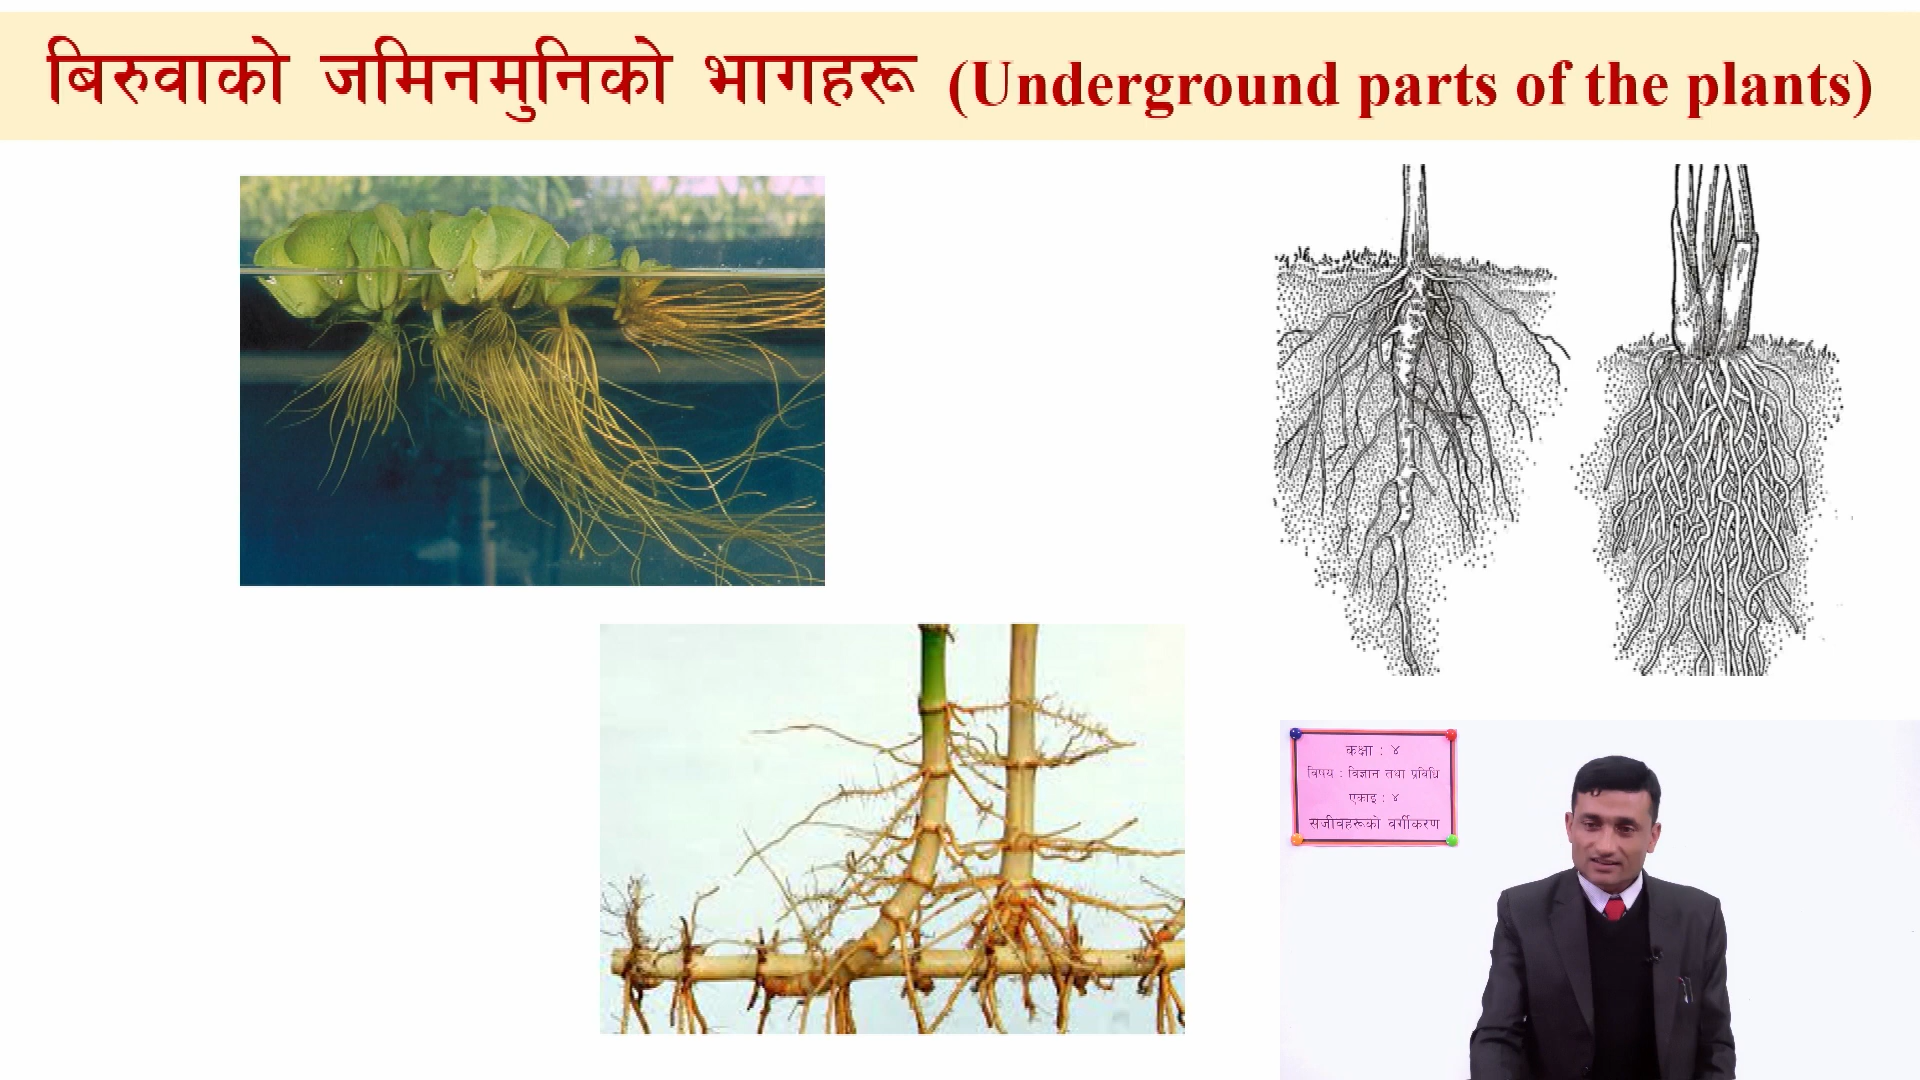 बिरुवाको जमिनमुनिको भागहरू (Underground parts of the plants)
कक्षा : ४
विषय : विज्ञान तथा प्रविधि
एकाइ : ४
सजीवहरूको वर्गीकरण